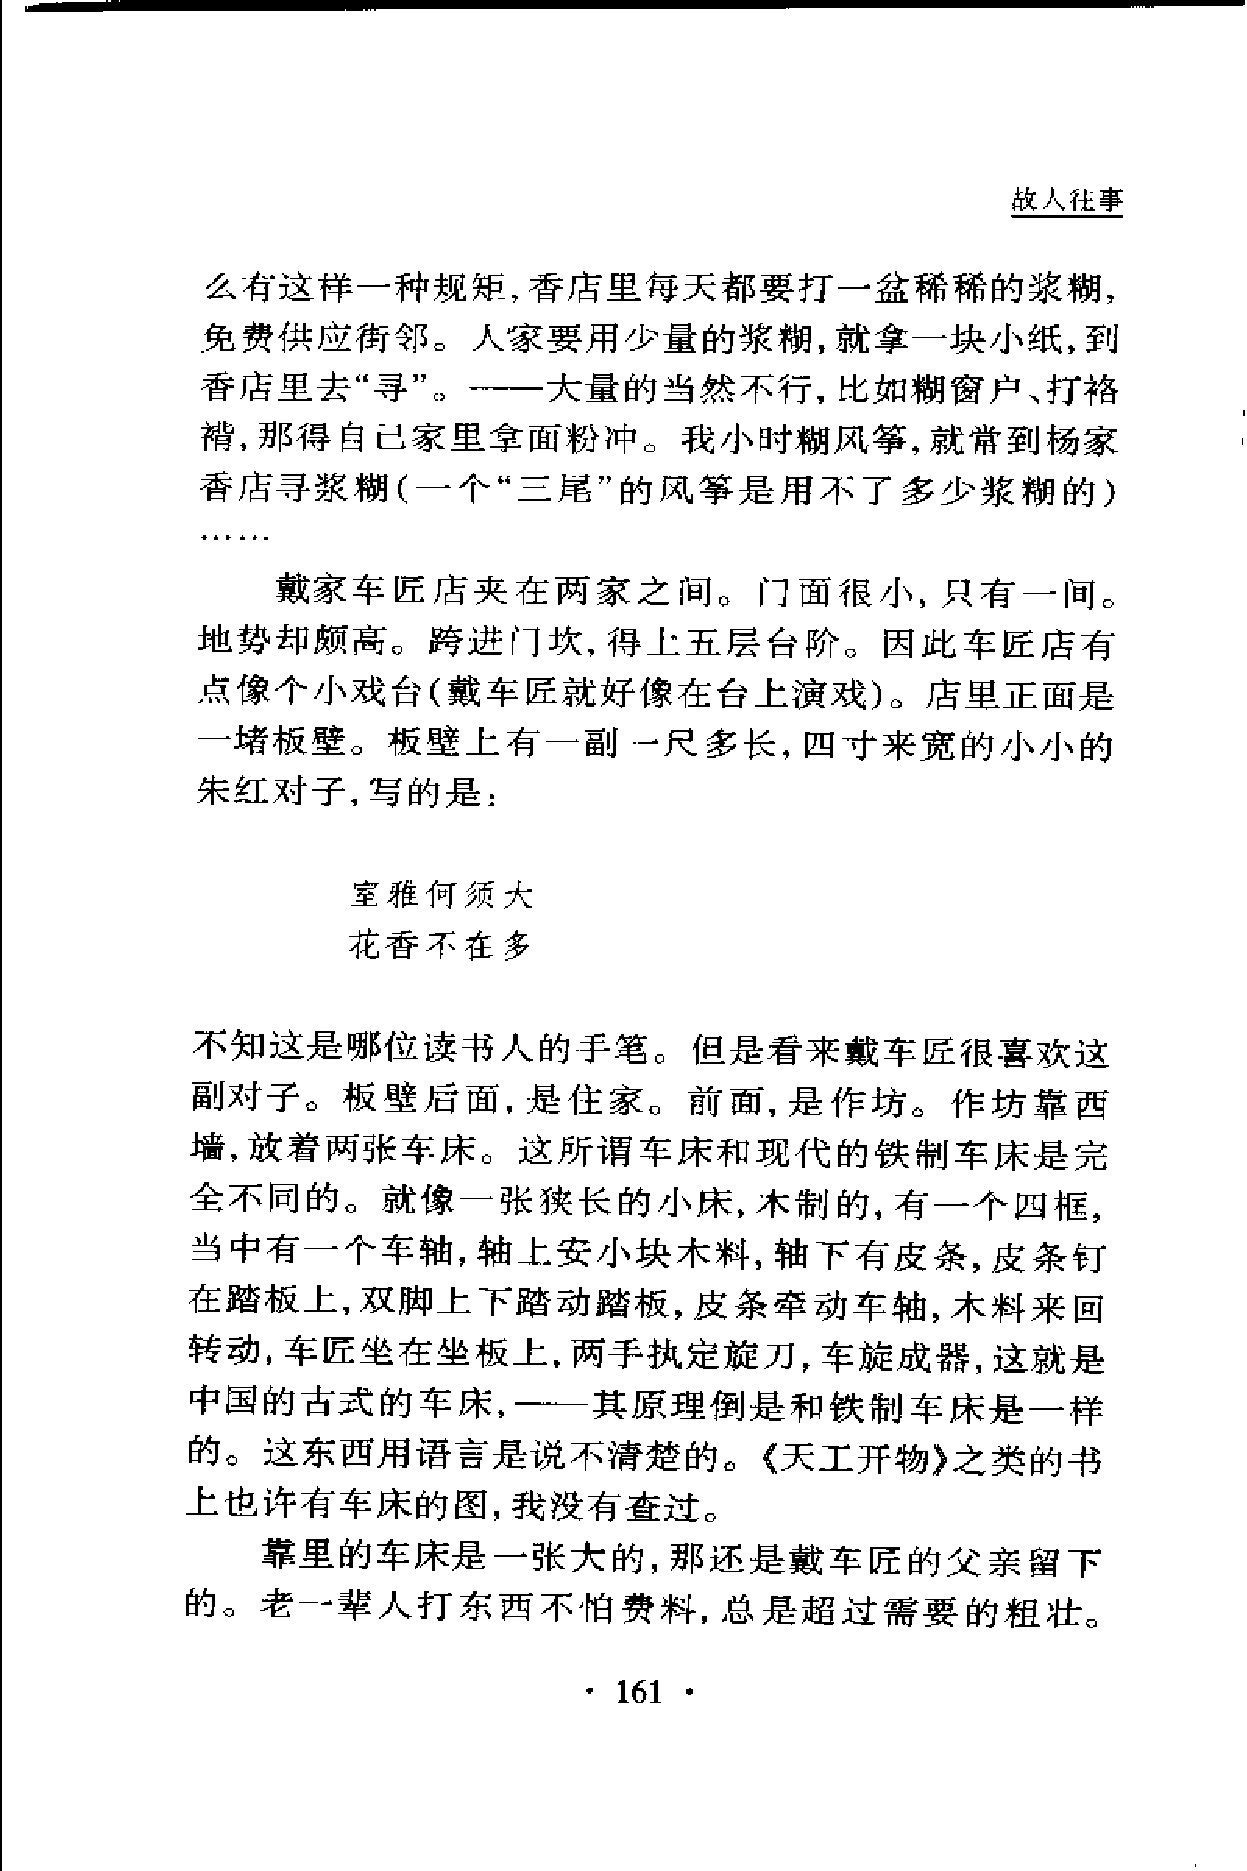 故人往事
么有这样一种规矩,香店里每天都要打一盆稀稀的浆糊,
免费供应街邻。人家要用少量的浆糊,就拿一块小纸,到
香店里去“寻”。——大量的当然不行,比如糊窗户、打袼
褙,那得自己家里拿面粉冲。我小时糊风筝,就常到杨家
香店寻浆糊(一个“三尾”的风筝是用不了多少浆糊的)
……
戴家车匠店夹在两家之间。门面很小,只有一间。
地势却颇高。跨进门坎,得上五层台阶。因此车匠店有
点像个小戏台(戴车匠就好像在台上演戏)。店里正面是
一堵板壁。板壁上有一副一尺多长,四寸来宽的小小的
朱红对子,写的是:
室雅何须大
花香不在多
不知这是哪位读书人的手笔。但是看来戴车匠很喜欢这
副对子。板壁后面,是住家。前面,是作坊。作坊靠西
墙,放着两张车床。这所谓车床和现代的铁制车床是完
全不同的。就像一张狭长的小床,木制的,有一个四框,
当中有一个车轴,轴上安小块木料,轴下有皮条,皮条钉
在踏板上,双脚上下踏动踏板,皮条牵动车轴,木料来回
转动,车匠坐在坐板上,两手执定旋刀,车旋成器,这就是
中国的古式的车床,——其原理倒是和铁制车床是一样
的。这东西用语言是说不清楚的。《天工开物》之类的书
上也许有车床的图,我没有查过。
靠里的车床是一张大的,那还是戴车匠的父亲留下
的。老一辈人打东西不怕费料,总是超过需要的粗壮。
· 161 ·